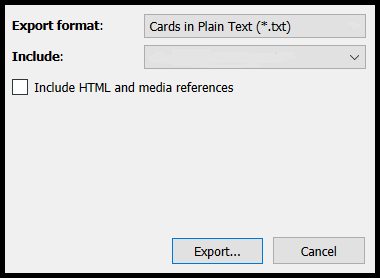 Export format: Cards in Plain Text (*.txt)
Include:
Include HTML and media references
Export... Cancel